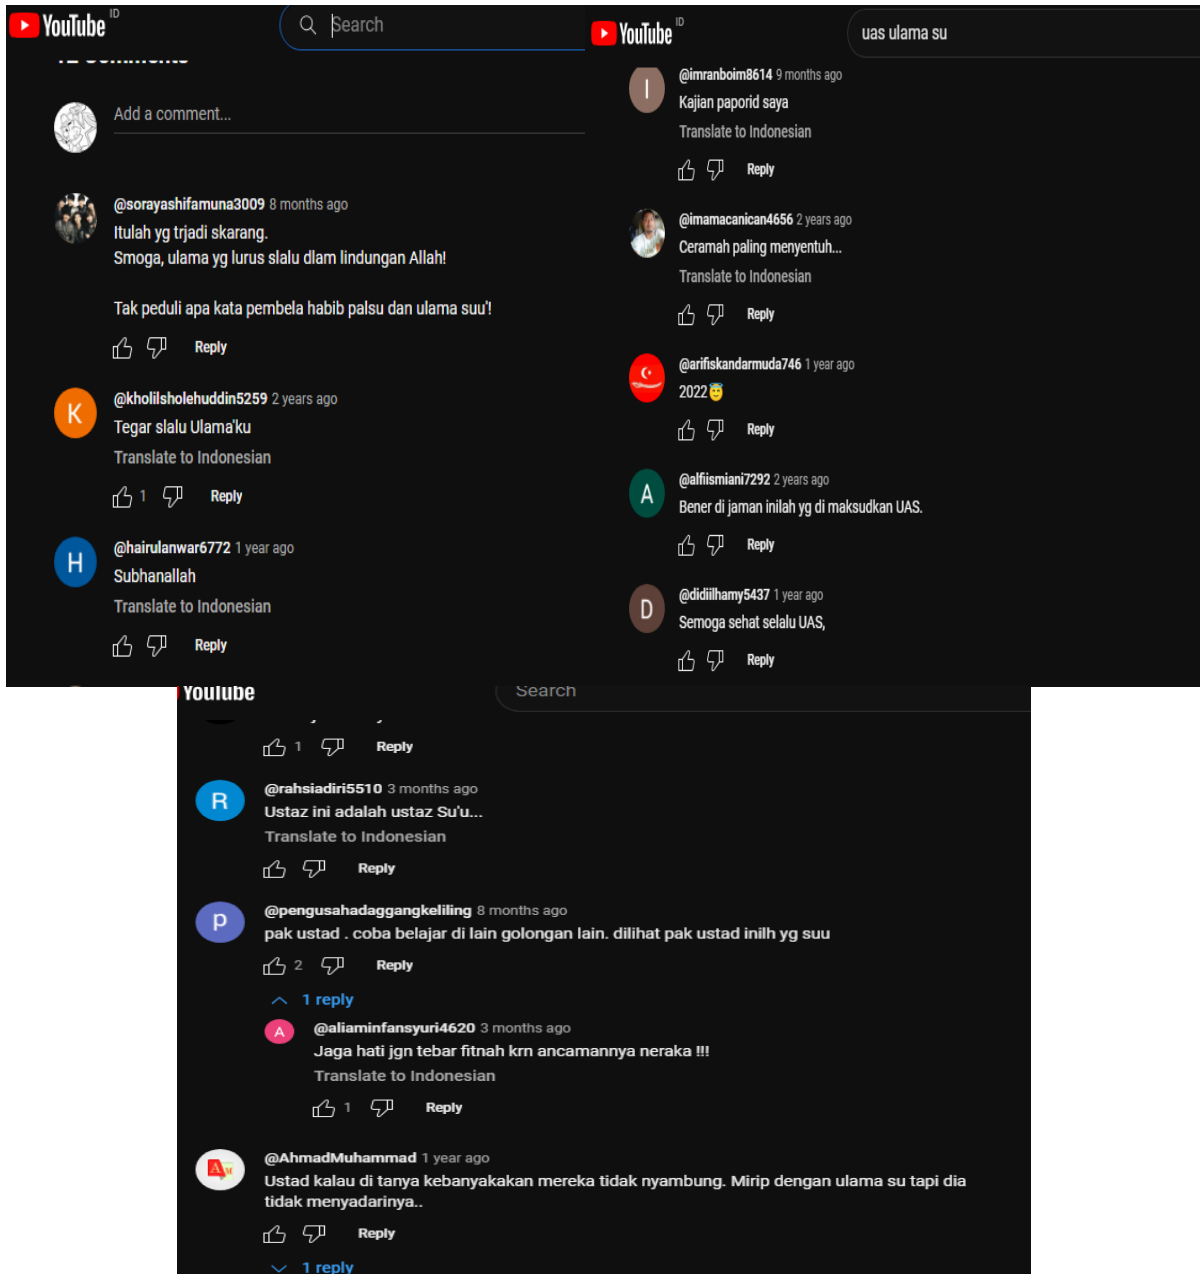 YouTube ID
Search
12 Comments
Add a comment...
@sorayashifamuna3009 8 months ago
Itulah yg trjadi skarang.
Smoga, ulama yg lurus slalu dlam lindungan Allah!
Tak peduli apa kata pembela habib palsu dan ulama suu'!
Reply
K
@kholilsholehuddin5259 2 years ago
Tegar slalu Ulama'ku
Translate to Indonesian
1 Reply
H
@hairulanwar6772 1 year ago
Subhanallah
Translate to Indonesian
Reply
YouTube ID
uas ulama su
I
@imranboim8614 9 months ago
Kajian paporid saya
Translate to Indonesian
Reply
@imamacanican4656 2 years ago
Ceramah paling menyentuh...
Translate to Indonesian
Reply
@arifiskandarmuda746 1 year ago
2022😇
Reply
A
@alfiismiani7292 2 years ago
Bener di jaman inilah yg di maksudkan UAS.
Reply
D
@didiilhamy5437 1 year ago
Semoga sehat selalu UAS,
Reply
YouTube
Search
1 Reply
R
@rahsiadiri5510 3 months ago
Ustaz ini adalah ustaz Su'u...
Translate to Indonesian
Reply
P
@pengusahadaggangkeliling 8 months ago
pak ustad . coba belajar di lain golongan lain. dilihat pak ustad inilh yg suu
2 Reply
1 reply
A
@aliaminfansyuri4620 3 months ago
Jaga hati jgn tebar fitnah krn ancamannya neraka !!!
Translate to Indonesian
1 Reply
A M
@AhmadMuhammad 1 year ago
Ustad kalau di tanya kebanyakakan mereka tidak nyambung. Mirip dengan ulama su tapi dia
tidak menyadarinya..
Reply
1 reply